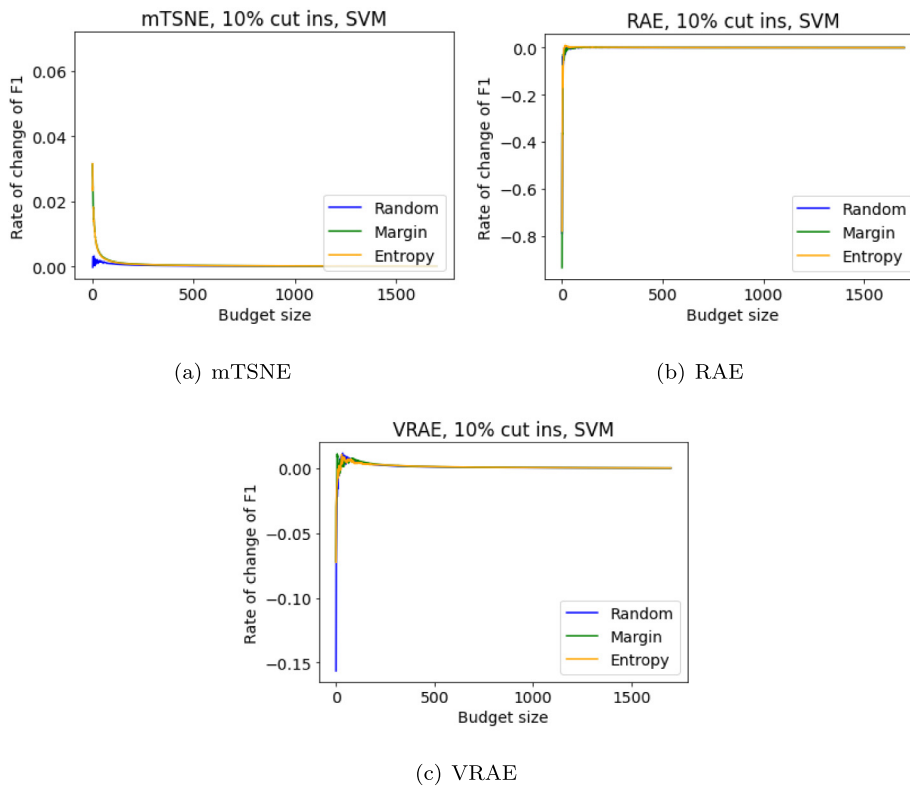 mTSNE, 10% cut ins, SVM
Rate of change of F1
0.06
0.04
0.02
0.00
Random
Margin
Entropy
0 500 1000 1500
Budget size
(a) mTSNE
RAE, 10% cut ins, SVM
Rate of change of F1
0.0
−0.2
−0.4
−0.6
−0.8
Random
Margin
Entropy
0 500 1000 1500
Budget size
(b) RAE
VRAE, 10% cut ins, SVM
Rate of change of F1
0.00
−0.05
−0.10
−0.15
Random
Margin
Entropy
0 500 1000 1500
Budget size
(c) VRAE